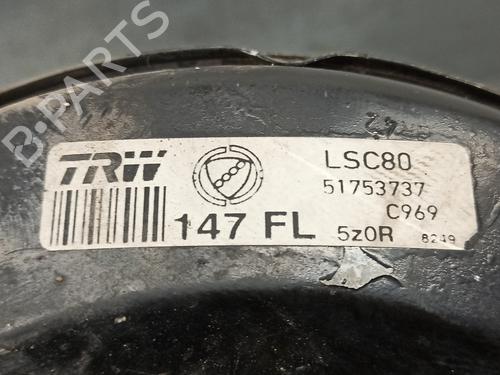 B-PARTS
TRW
LSC80
51753737
C969
147 FL
5z0R
8249